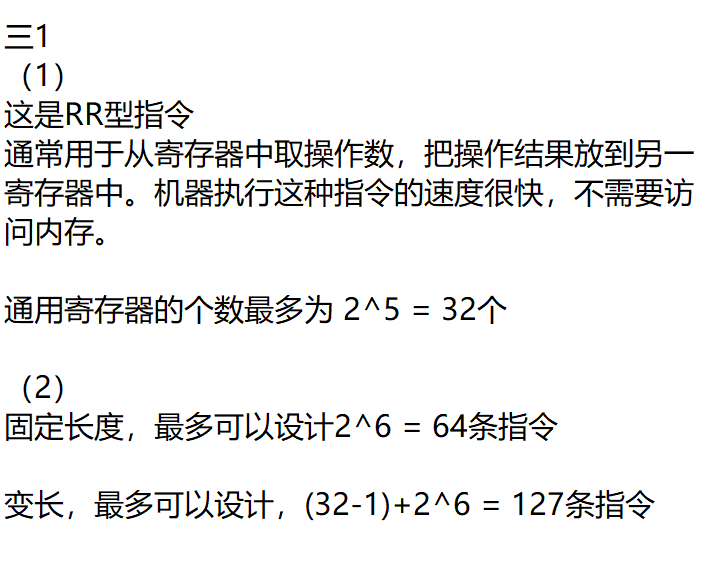 三1
（1）
这是RR型指令
通常用于从寄存器中取操作数，把操作结果放到另一
寄存器中。机器执行这种指令的速度很快，不需要访
问内存。
通用寄存器的个数最多为 2^5 = 32个
（2）
固定长度，最多可以设计2^6 = 64条指令
变长，最多可以设计，(32-1)+2^6 = 127条指令